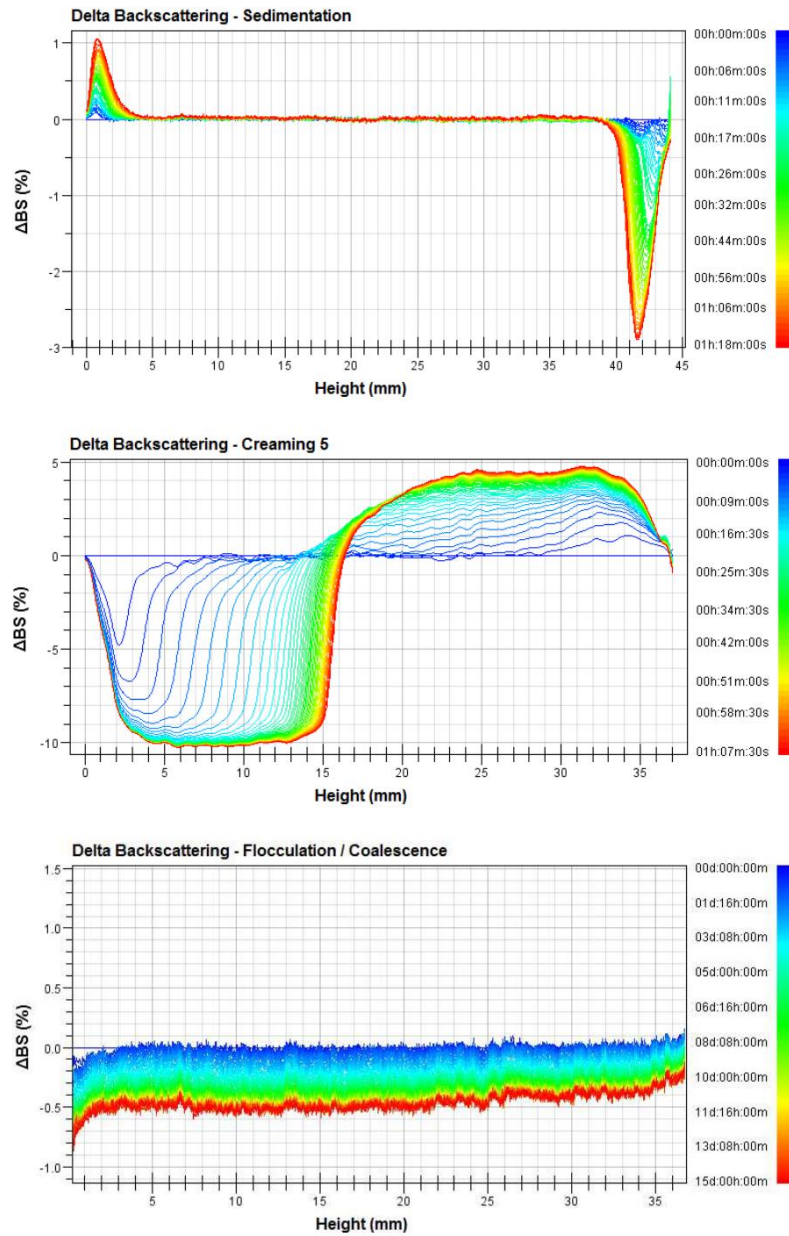 Delta Backscattering - Sedimentation
1
0
-1
-2
-3
ΔBS (%)
0 5 10 15 20 25 30 35 40 45
Height (mm)
00h:00m:00s
00h:06m:00s
00h:11m:00s
00h:17m:00s
00h:26m:00s
00h:32m:00s
00h:44m:00s
00h:56m:00s
01h:06m:00s
01h:18m:00s
Delta Backscattering - Creaming 5
5
0
-5
-10
ΔBS (%)
0 5 10 15 20 25 30 35
Height (mm)
00h:00m:00s
00h:09m:00s
00h:16m:30s
00h:25m:30s
00h:34m:30s
00h:42m:00s
00h:51m:00s
00h:58m:30s
01h:07m:30s
Delta Backscattering - Flocculation / Coalescence
1.5
1.0
0.5
0.0
-0.5
-1.0
ΔBS (%)
5 10 15 20 25 30 35
Height (mm)
00d:00h:00m
01d:16h:00m
03d:08h:00m
05d:00h:00m
06d:16h:00m
08d:08h:00m
10d:00h:00m
11d:16h:00m
13d:08h:00m
15d:00h:00m